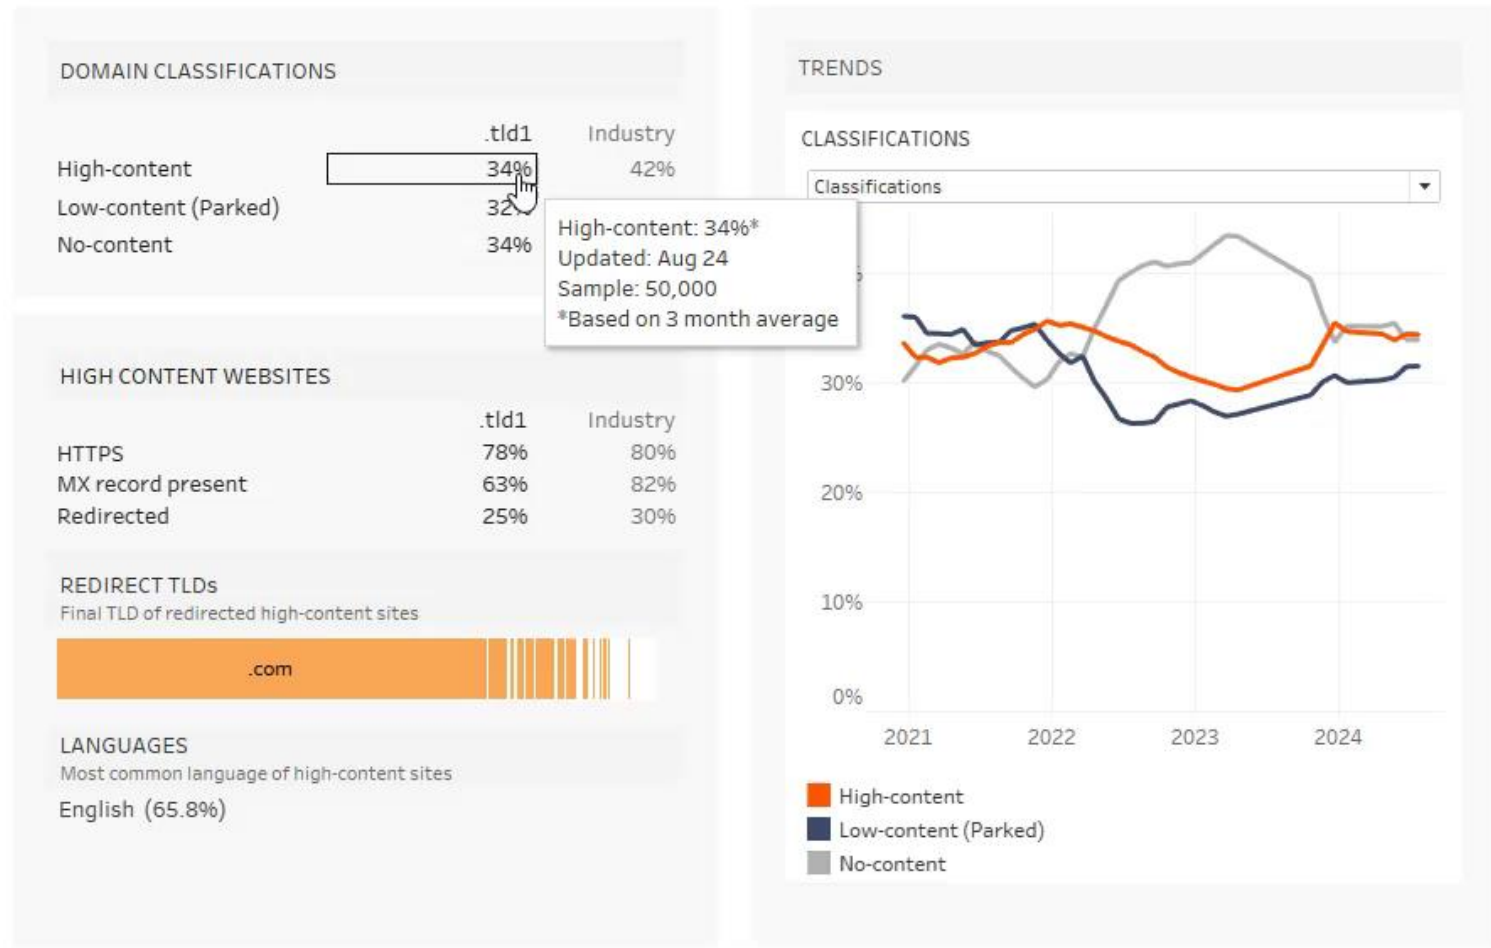 DOMAIN CLASSIFICATIONS
.tld1 Industry
High-content 34% 42%
Low-content (Parked)
No-content 34%
High-content: 34%*
Updated: Aug 24
Sample: 50,000
*Based on 3 month average
HIGH CONTENT WEBSITES
.tld1 Industry
HTTPS 78% 80%
MX record present 63% 82%
Redirected 25% 30%
REDIRECT TLDs
Final TLD of redirected high-content sites
.com
LANGUAGES
Most common language of high-content sites
English (65.8%)
TRENDS
CLASSIFICATIONS
Classifications
30%
20%
10%
0%
2021 2022 2023 2024
High-content
Low-content (Parked)
No-content